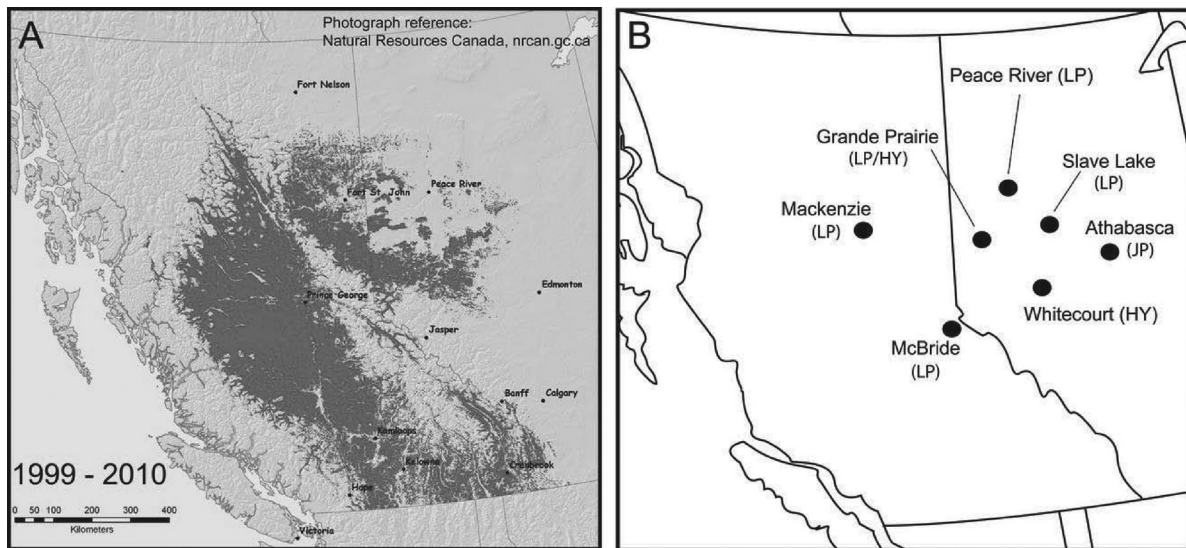 A
Photograph reference:
Natural Resources Canada, nrcan.gc.ca
Fort Nelson
Fort St. John
Peace River
Prince George
Edmonton
Jasper
Banff
Calgary
Kamloops
Kelowna
Cranbrook
Hope
Victoria
1999 - 2010
0 50 100 200 300 400
Kilometers
B
Peace River (LP)
Grande Prairie
(LP/HY)
Slave Lake
(LP)
Mackenzie
(LP)
Athabasca
(JP)
Whitecourt (HY)
McBride
(LP)